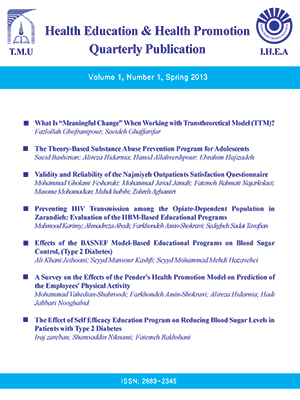 T.M.U
Health Education & Health Promotion
Quarterly Publication
I.H.E.A
Volume 1, Number 1, Spring 2013
What Is "Meaningful Change" When Working with Transtheoretical Model (TTM)?
Fazlollah Ghofranipour; Saeideh Ghaffarifar
The Theory-Based Substance Abuse Prevention Program for Adolescents
Saeid Bashirian; Alireza Hidarnia; Hamid Allahverdipour; Ebrahim Hajizadeh
Validity and Reliability of the Najmiyeh Outpatients Satisfaction Questionnaire
Mohammad Gholami Fesharaki; Mohammad Javad Jamali; Fatemeh Rahmati Najarkolaei;
Masome Mohamadian; Mehdi habibi; Zohreh Aghamiri
Preventing HIV Transmission among the Opiate-Dependent Population in
Zarandieh: Evaluation of the HBM-Based Educational Programs
Mahmood Karimy; Ahmadreza Abedi; Farkhondeh Amin-Shokravi; Sedigheh Sadat Tavafian
Effects of the BASNEF Model-Based Educational Programs on Blood Sugar
Control, (Type 2 Diabetes)
Ali Khani Jeihooni; Seyyed Mansour Kashfi; Seyyed Mohammad Mehdi Hazavehei
A Survey on the Effects of the Pender's Health Promotion Model on Prediction of
the Employees' Physical Activity
Mohammad Vahedian-Shahroodi; Farkhondeh Amin-Shokravi; Alireza Hidarnia; Hadi
Jabbari Nooghabid
The Effect of Self Efficacy Education Program on Reducing Blood Sugar Levels in
Patients with Type 2 Diabetes
Iraj zareban; Shamsaddin Niknami; Fatemeh Rakhshani
ISSN: 2889-2345